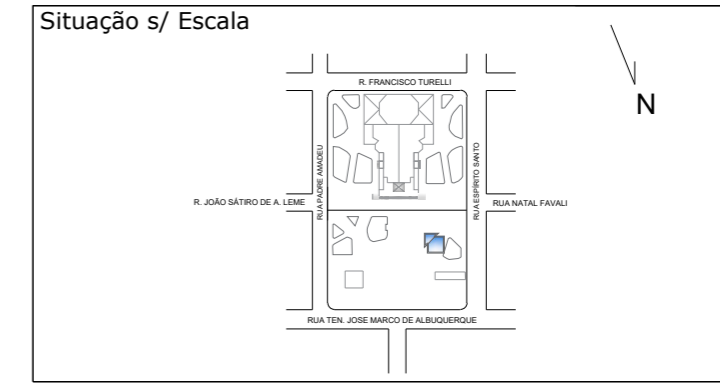 Situação s/ Escala
N
R. FRANCISCO TURELLI
RUA PADRE AMADEU
RUA ESPÍRITO SANTO
R. JOÃO SÁTIRO DE A. LEME
RUA NATAL FAVALI
RUA TEN. JOSE MARCO DE ALBUQUERQUE